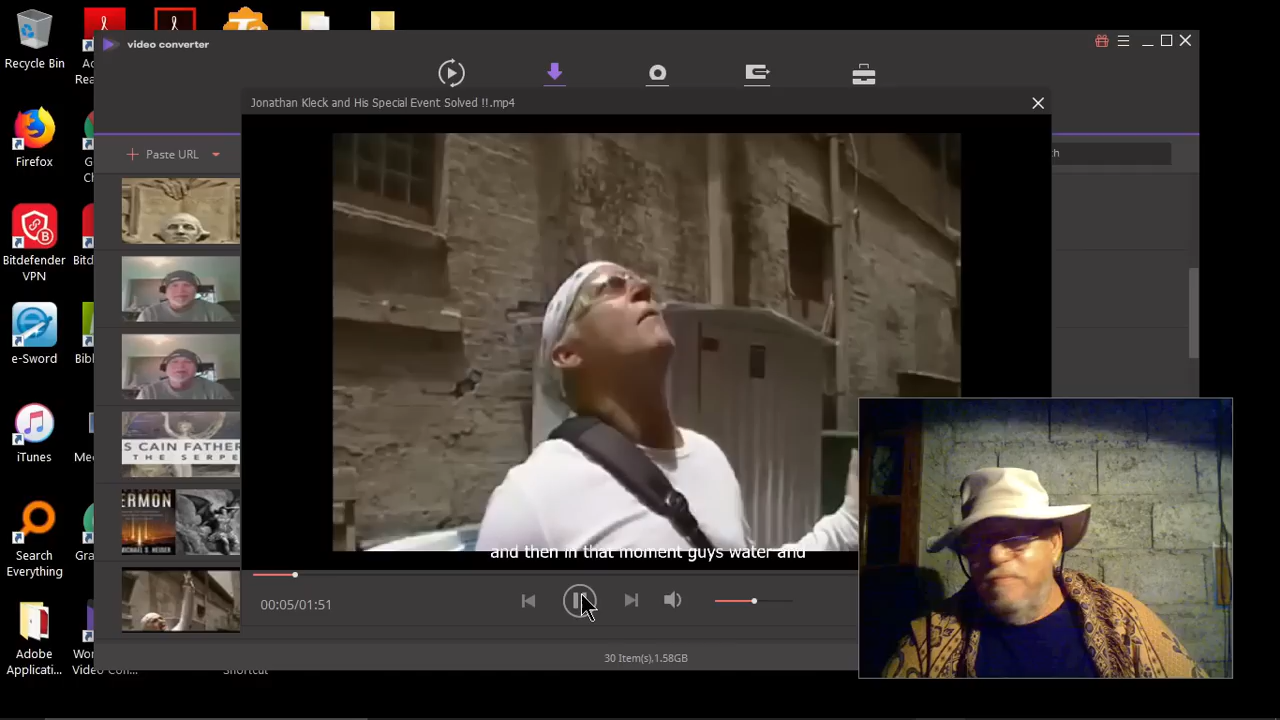 Recycle Bin
Firefox
Bitdefender
VPN
e-Sword
iTunes
Search
Everything
Adobe
Applicati...
video converter
Jonathan Kleck and His Special Event Solved !!.mp4
Paste URL
S CAIN FATHER
THE SERPE
ERMON
MICHAEL S. HEISER
and then in that moment guys water and
00:05/01:51
30 Item(s),1.58GB